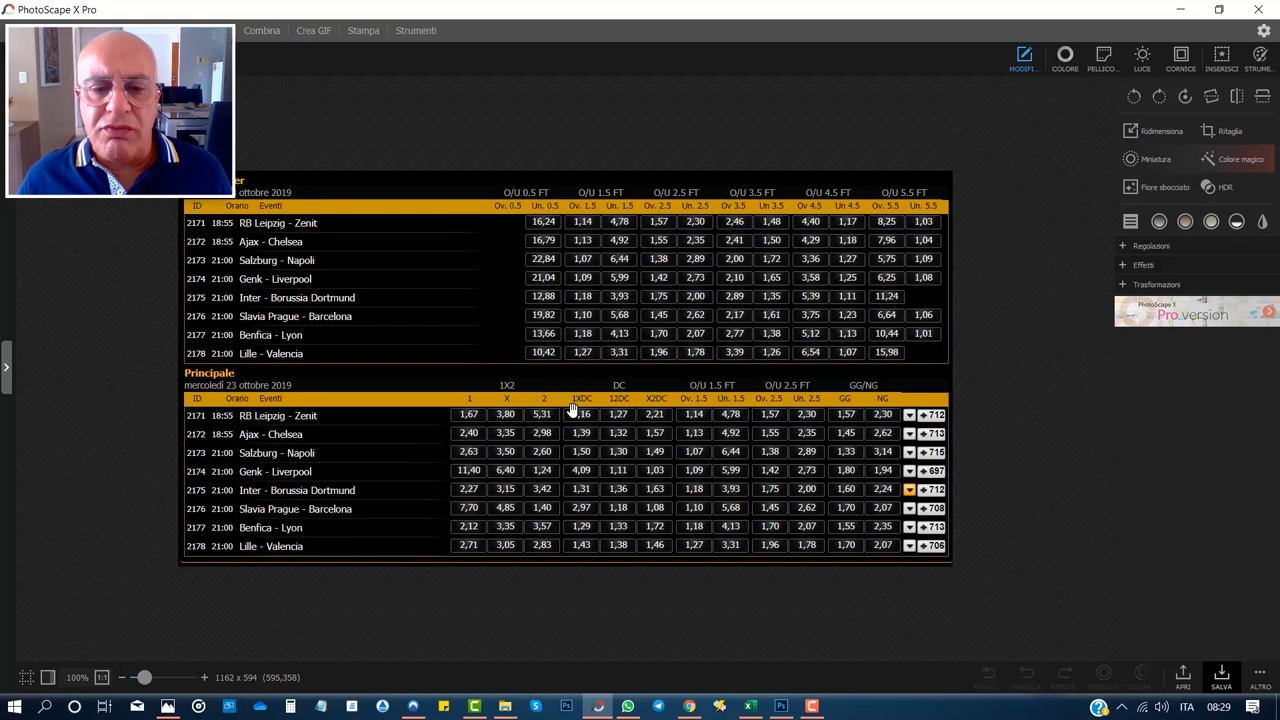 PhotoScape X Pro
Combina Crea GIF Stampa Strumenti
MODIFI... COLORE PELLICO... LUCE CORNICE INSERISCI STRUME...
Ridimensiona Ritaglia
Miniatura Colore magico
Fiore sbocciato HDR
Regolazioni
Effetti
Trasformazioni
PhotoScape X
Pro version
ottobre 2019 O/U 0.5 FT O/U 1.5 FT O/U 2.5 FT O/U 3.5 FT O/U 4.5 FT O/U 5.5 FT
ID Orario Eventi Ov. 0.5 Un. 0.5 Ov. 1.5 Un. 1.5 Ov. 2.5 Un. 2.5 Ov 3.5 Un 3.5 Ov 4.5 Un 4.5 Ov. 5.5 Un. 5.5
2171 18:55 RB Leipzig - Zenit 16,24 1,14 4,78 1,57 2,30 2,46 1,48 4,40 1,17 8,25 1,03
2172 18:55 Ajax - Chelsea 16,79 1,13 4,92 1,55 2,35 2,41 1,50 4,29 1,18 7,96 1,04
2173 21:00 Salzburg - Napoli 22,84 1,07 6,44 1,38 2,89 2,00 1,72 3,36 1,27 5,75 1,09
2174 21:00 Genk - Liverpool 21,04 1,09 5,99 1,42 2,73 2,10 1,65 3,58 1,25 6,25 1,08
2175 21:00 Inter - Borussia Dortmund 12,88 1,18 3,93 1,75 2,00 2,89 1,35 5,39 1,11 11,24
2176 21:00 Slavia Prague - Barcelona 19,82 1,10 5,68 1,45 2,62 2,17 1,61 3,75 1,23 6,64 1,06
2177 21:00 Benfica - Lyon 13,66 1,18 4,13 1,70 2,07 2,77 1,38 5,12 1,13 10,44 1,01
2178 21:00 Lille - Valencia 10,42 1,27 3,31 1,96 1,78 3,39 1,26 6,54 1,07 15,98
Principale
mercoledì 23 ottobre 2019 1X2 DC O/U 1.5 FT O/U 2.5 FT GG/NG
ID Orario Eventi 1 X 2 1XDC 12DC X2DC Ov. 1.5 Un. 1.5 Ov. 2.5 Un. 2.5 GG NG
2171 18:55 RB Leipzig - Zenit 1,67 3,80 5,31 ,16 1,27 2,21 1,14 4,78 1,57 2,30 1,57 2,30 +712
2172 18:55 Ajax - Chelsea 2,40 3,35 2,98 1,39 1,32 1,57 1,13 4,92 1,55 2,35 1,45 2,62 +713
2173 21:00 Salzburg - Napoli 2,63 3,50 2,60 1,50 1,30 1,49 1,07 6,44 1,38 2,89 1,33 3,14 +715
2174 21:00 Genk - Liverpool 11,40 6,40 1,24 4,09 1,11 1,03 1,09 5,99 1,42 2,73 1,80 1,94 +697
2175 21:00 Inter - Borussia Dortmund 2,27 3,15 3,42 1,31 1,36 1,63 1,18 3,93 1,75 2,00 1,60 2,24 +712
2176 21:00 Slavia Prague - Barcelona 7,70 4,85 1,40 2,97 1,18 1,08 1,10 5,68 1,45 2,62 1,70 2,07 +708
2177 21:00 Benfica - Lyon 2,12 3,35 3,57 1,29 1,33 1,72 1,18 4,13 1,70 2,07 1,55 2,35 +713
2178 21:00 Lille - Valencia 2,71 3,05 2,83 1,43 1,38 1,46 1,27 3,31 1,96 1,78 1,70 2,07 +706
100% 1:1 1162 x 594 (595,358)
APRI SALVA ALTRO
ITA 08:29